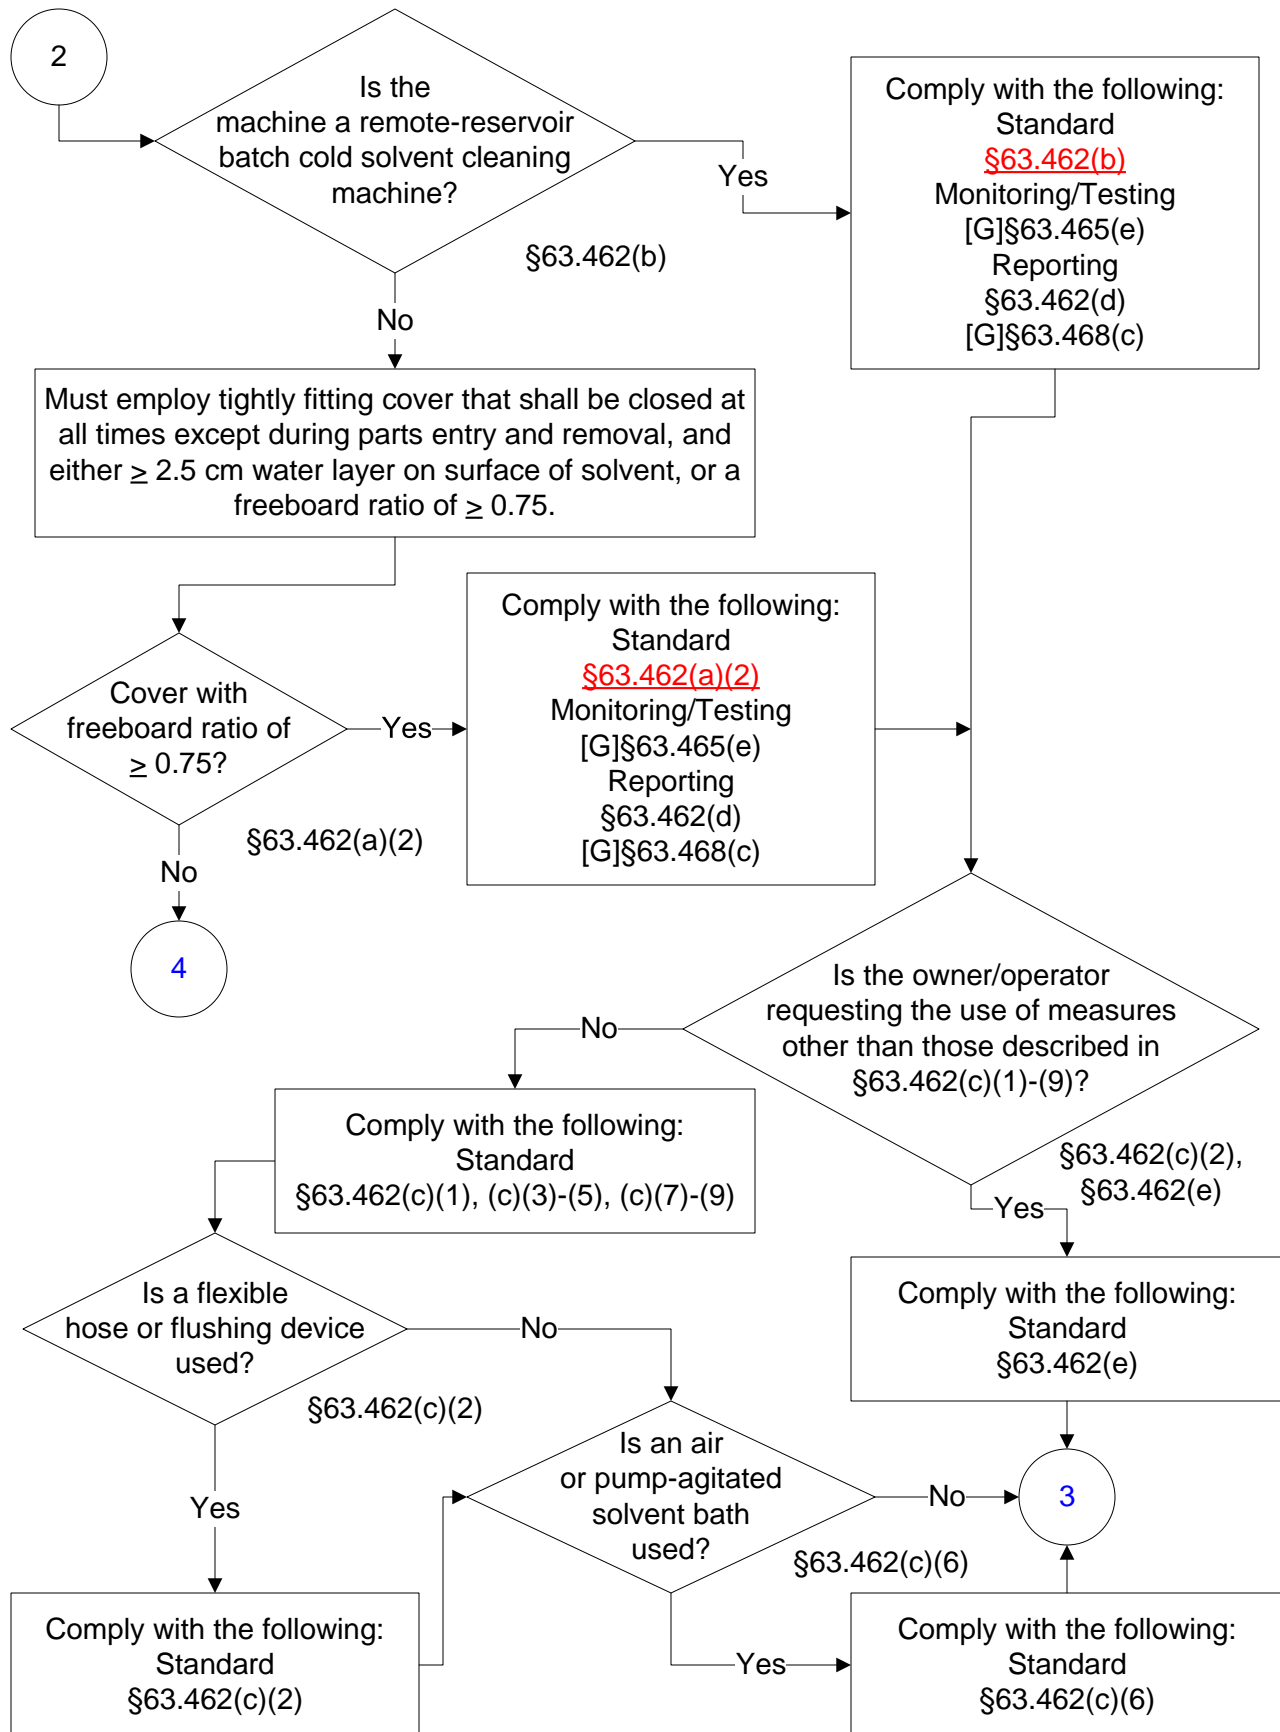 2
Is the
machine a remote-reservoir
batch cold solvent cleaning
machine?
§63.462(b)
Yes
Comply with the following:
Standard
§63.462(b)
Monitoring/Testing
[G]§63.465(e)
Reporting
§63.462(d)
[G]§63.468(c)
No
Must employ tightly fitting cover that shall be closed at
all times except during parts entry and removal, and
either ≥ 2.5 cm water layer on surface of solvent, or a
freeboard ratio of ≥ 0.75.
Cover with
freeboard ratio of
≥ 0.75?
§63.462(a)(2)
Yes
Comply with the following:
Standard
§63.462(a)(2)
Monitoring/Testing
[G]§63.465(e)
Reporting
§63.462(d)
[G]§63.468(c)
No
4
Is the owner/operator
requesting the use of measures
other than those described in
§63.462(c)(1)-(9)?
§63.462(c)(2),
§63.462(e)
No
Comply with the following:
Standard
§63.462(c)(1), (c)(3)-(5), (c)(7)-(9)
Yes
Comply with the following:
Standard
§63.462(e)
Is a flexible
hose or flushing device
used?
§63.462(c)(2)
No
Yes
Comply with the following:
Standard
§63.462(c)(2)
Is an air
or pump-agitated
solvent bath
used?
§63.462(c)(6)
No
3
Yes
Comply with the following:
Standard
§63.462(c)(6)